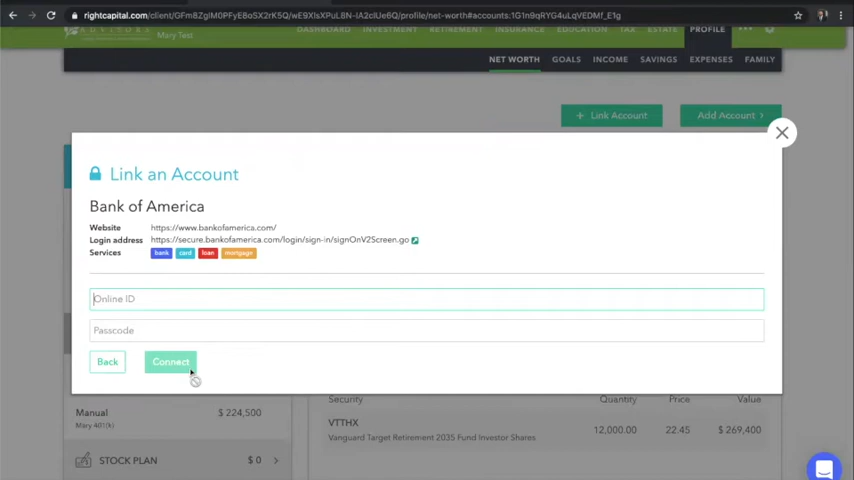 rightcapital.com/client/GFm8ZglM0PFyEBoSX2rK5Q/wE9XlsXPuL8N-IA2clUe6Q/profile/net-worth#accounts:1G1n9qRYG4uLqVEDMf_E1g
ADVISORS
Mary Test
DASHBOARD INVESTMENT RETIREMENT INSURANCE EDUCATION TAX ESTATE PROFILE
NET WORTH GOALS INCOME SAVINGS EXPENSES FAMILY
+ Link Account Add Account >
Link an Account
Bank of America
Website https://www.bankofamerica.com/
Login address https://secure.bankofamerica.com/login/sign-in/signOnV2Screen.go
Services bank card loan mortgage
Online ID
Passcode
Back Connect
Security Quantity Price Value
Manual $ 224,500
Mary 401(k)
VTTHX 12,000.00 22.45 $ 269,400
Vanguard Target Retirement 2035 Fund Investor Shares
STOCK PLAN $ 0 >